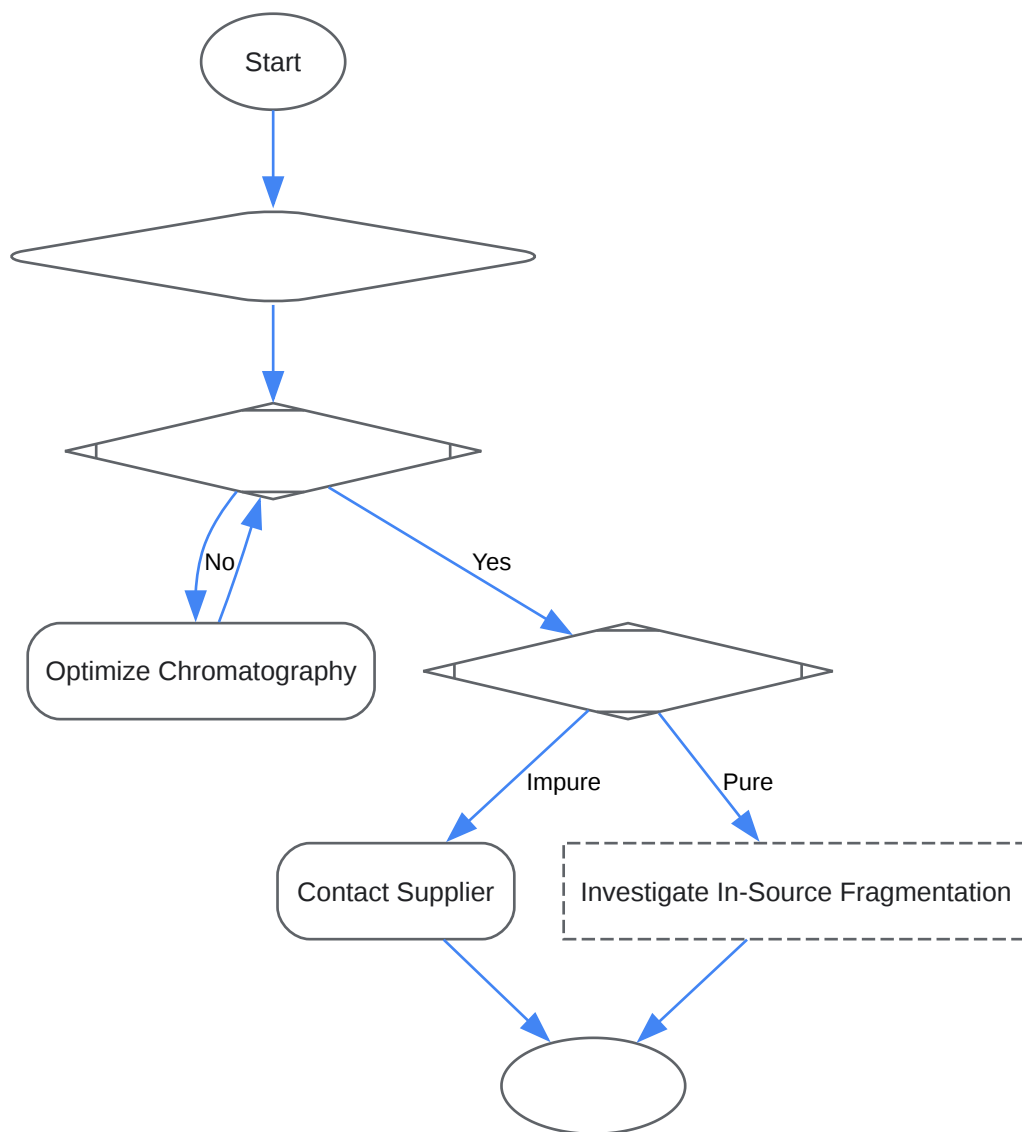 Start
No
Yes
Optimize Chromatography
Impure
Pure
Contact Supplier
Investigate In-Source Fragmentation